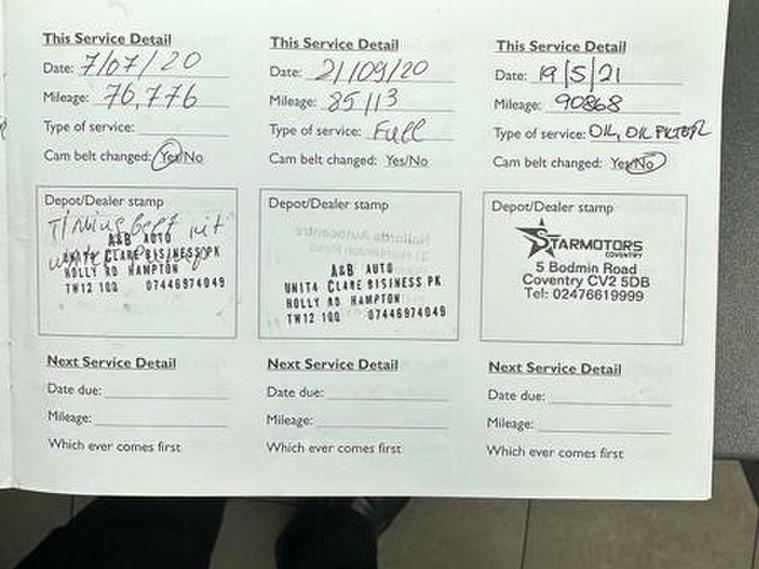 This Service Detail
Date: 7/07/20
Mileage: 76,776
Type of service:
Cam belt changed: Yes/No
Depot/Dealer stamp
Timing belt kit
A&B AUTO
UNIT4 CLARE BISINESS PK
HOLLY RD HAMPTON
TW12 1QQ 07446974049
Next Service Detail
Date due:
Mileage:
Which ever comes first
This Service Detail
Date: 21/09/20
Mileage: 85113
Type of service: Full
Cam belt changed: Yes/No
Depot/Dealer stamp
A&B AUTO
UNIT4 CLARE BISINESS PK
HOLLY RD HAMPTON
TW12 1QQ 07446974049
Next Service Detail
Date due:
Mileage:
Which ever comes first
This Service Detail
Date: 19/5/21
Mileage: 90868
Type of service: OIL, OIL FILTER
Cam belt changed: Yes/No
Depot/Dealer stamp
STARMOTORS
COVENTRY
5 Bodmin Road
Coventry CV2 5DB
Tel: 02476619999
Next Service Detail
Date due:
Mileage:
Which ever comes first